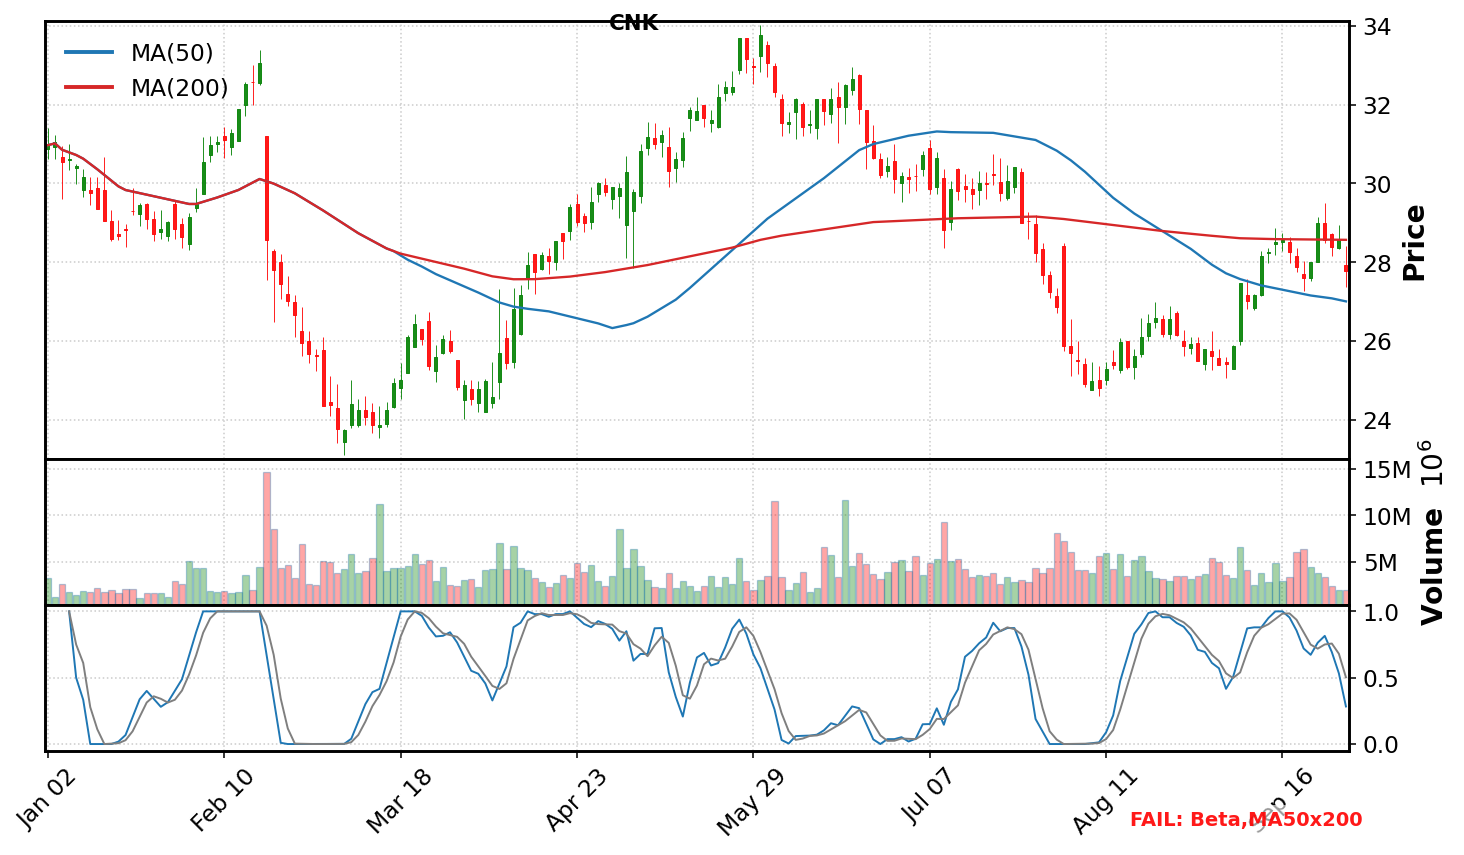 CNK
MA(50)
MA(200)
34
32
30
28
26
24
Price
15M
10M
5M
Volume 10^6
1.0
0.5
0.0
Jan 02
Feb 10
Mar 18
Apr 23
May 29
Jul 07
Aug 11
Sep 16
FAIL: Beta,MA50x200